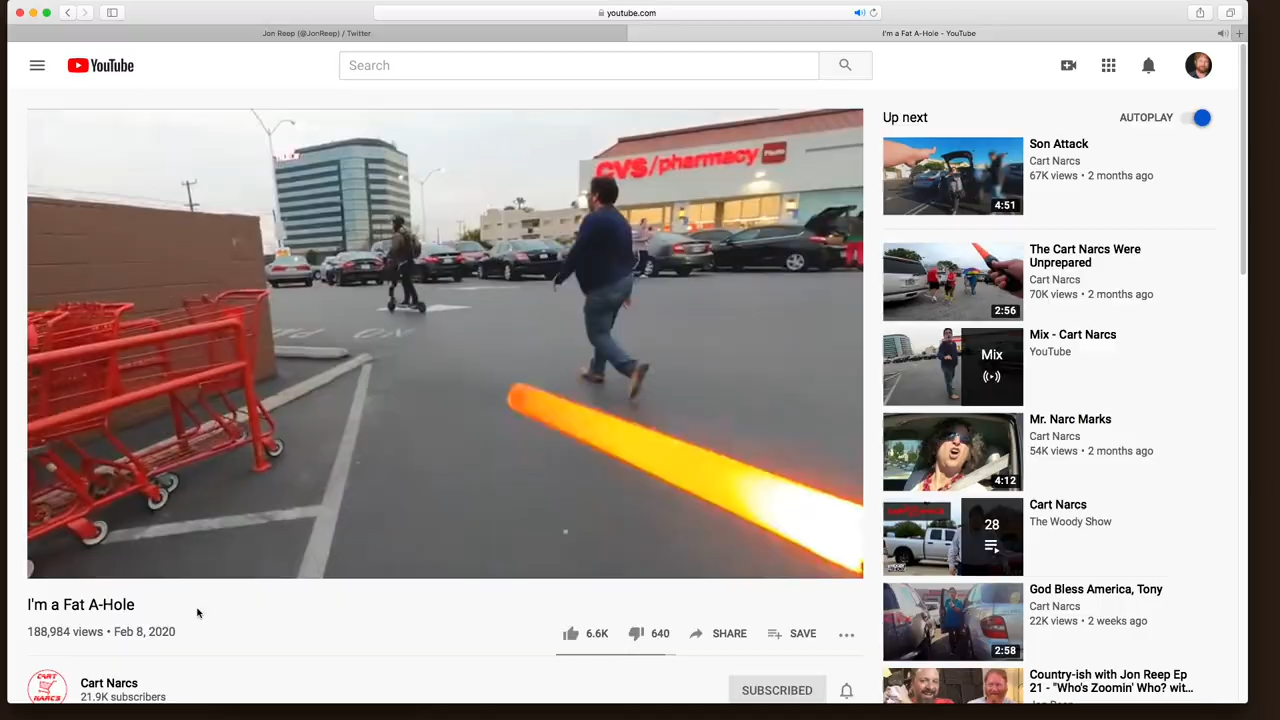 youtube.com
Jon Reep (@JonReep) / Twitter
I'm a Fat A-Hole - YouTube
YouTube
Search
CVS/pharmacy
Up next
AUTOPLAY
Son Attack
Cart Narcs
67K views • 2 months ago
4:51
The Cart Narcs Were
Unprepared
Cart Narcs
70K views • 2 months ago
2:56
Mix - Cart Narcs
YouTube
Mix
Mr. Narc Marks
Cart Narcs
54K views • 2 months ago
4:12
Cart Narcs
The Woody Show
28
God Bless America, Tony
Cart Narcs
22K views • 2 weeks ago
2:58
Country-ish with Jon Reep Ep
21 - "Who's Zoomin' Who? wit...
I'm a Fat A-Hole
188,984 views • Feb 8, 2020
6.6K
640
SHARE
SAVE
CART
NARCS
Cart Narcs
21.9K subscribers
SUBSCRIBED